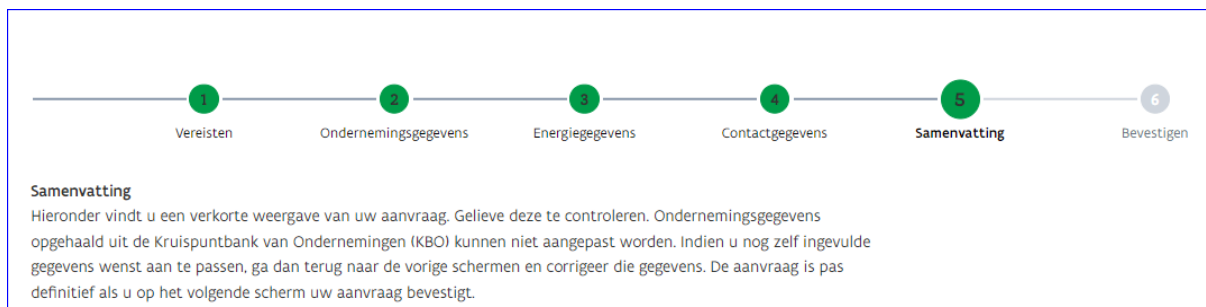 1 2 3 4 5 6
Vereisten Ondernemingsgegevens Energiegegevens Contactgegevens Samenvatting Bevestigen
Samenvatting
Hieronder vindt u een verkorte weergave van uw aanvraag. Gelieve deze te controleren. Ondernemingsgegevens
opgehaald uit de Kruispuntbank van Ondernemingen (KBO) kunnen niet aangepast worden. Indien u nog zelf ingevulde
gegevens wenst aan te passen, ga dan terug naar de vorige schermen en corrigeer die gegevens. De aanvraag is pas
definitief als u op het volgende scherm uw aanvraag bevestigt.